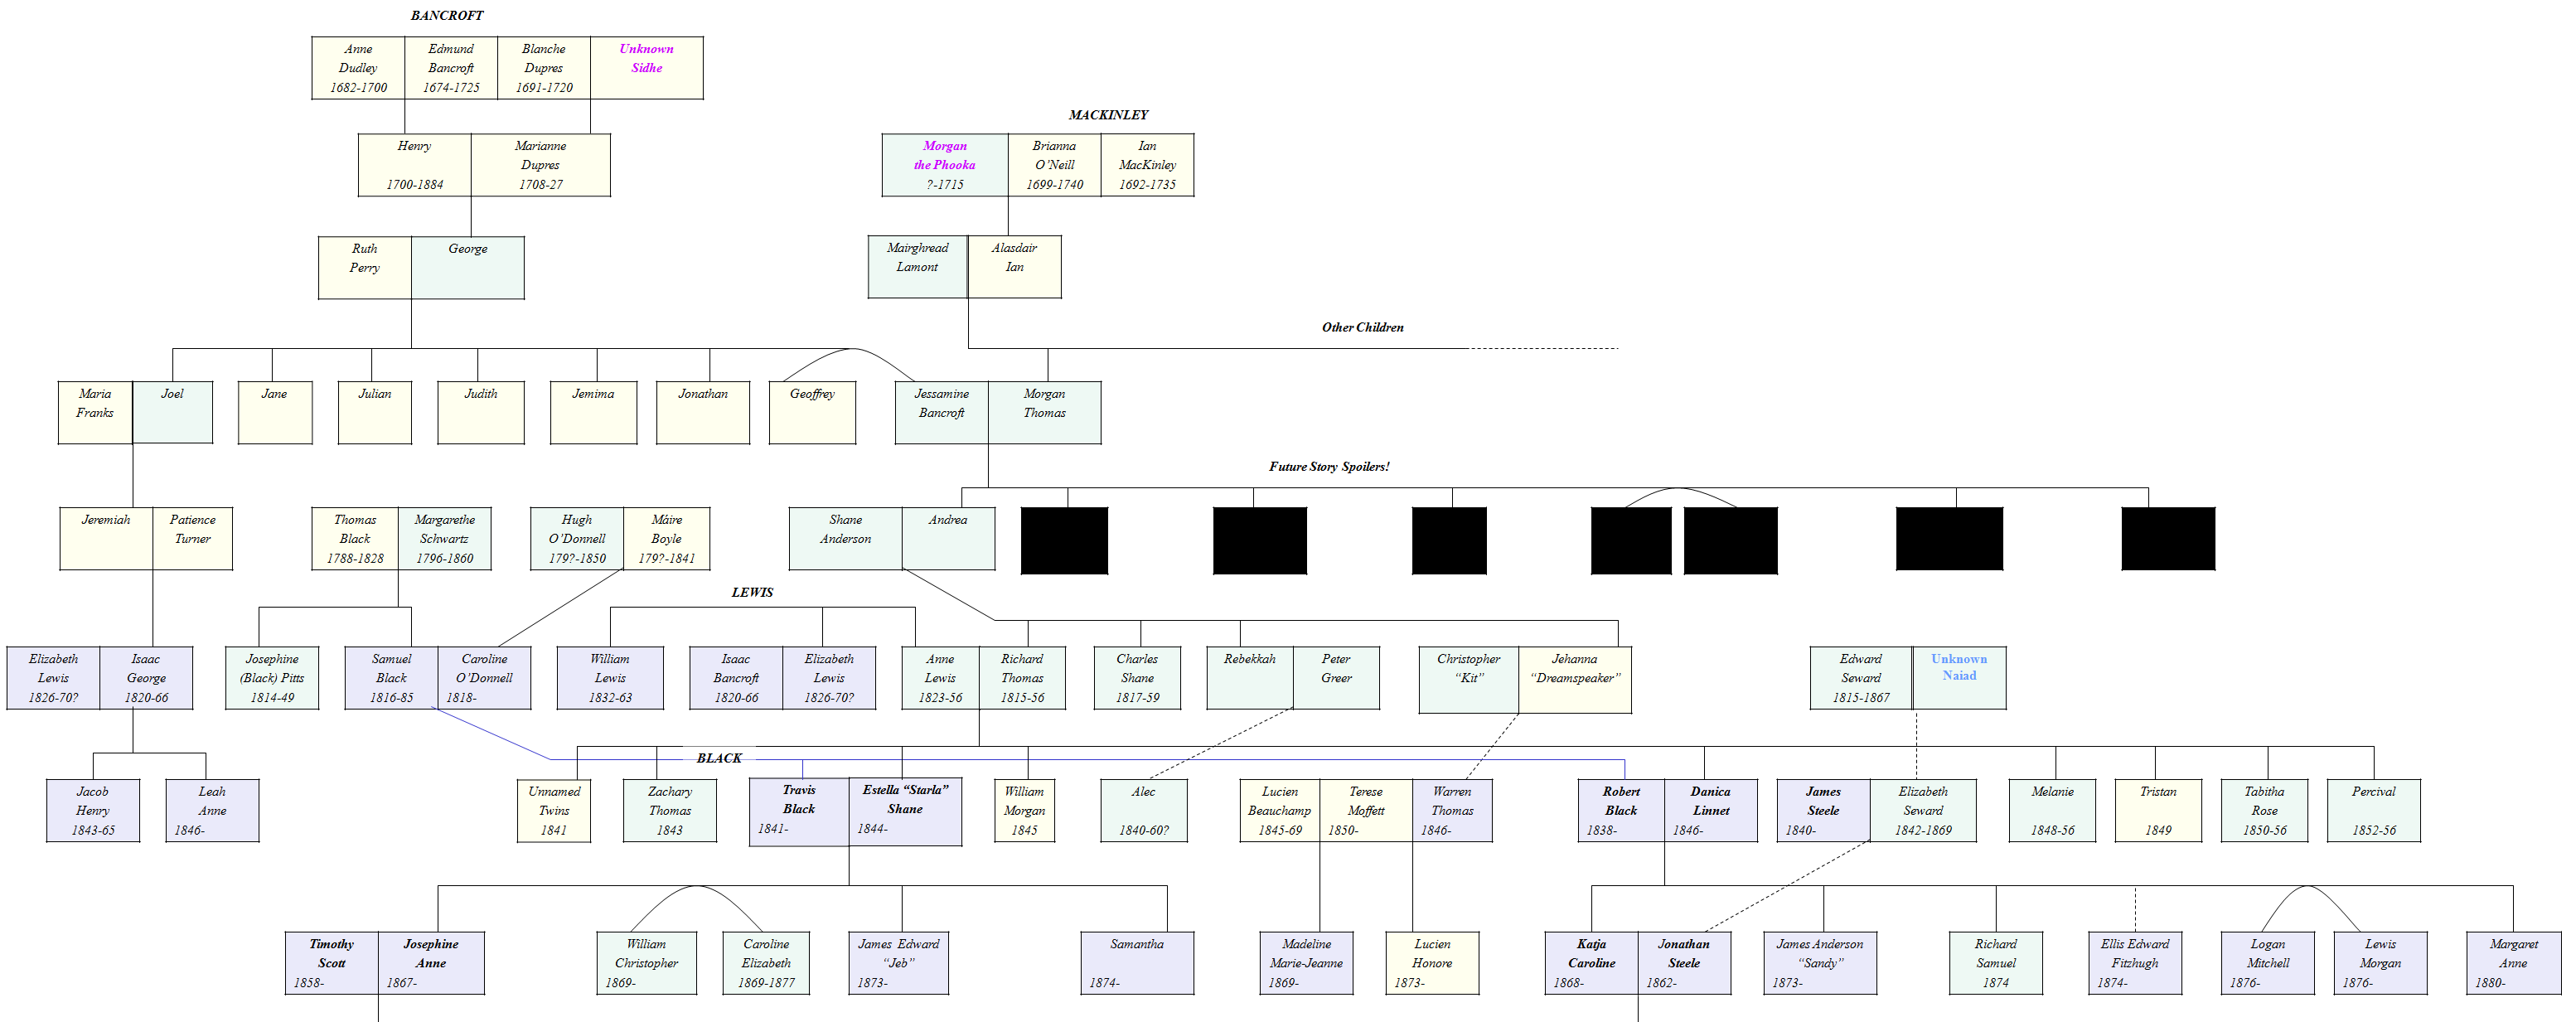 BANCROFT
Anne
Dudley
1682-1700
Edmund
Bancroft
1674-1725
Blanche
Dupres
1691-1720
Unknown
Sidhe
MACKINLEY
Henry
1700-1884
Marianne
Dupres
1708-27
Morgan
the Phooka
?-1715
Brianna
O’Neill
1699-1740
Ian
MacKinley
1692-1735
Ruth
Perry
George
Mairghread
Lamont
Alasdair
Ian
Other Children
Maria
Franks
Joel
Jane
Julian
Judith
Jemima
Jonathan
Geoffrey
Jessamine
Bancroft
Morgan
Thomas
Future Story Spoilers!
Jeremiah
Patience
Turner
Thomas
Black
1788-1828
Margarethe
Schwartz
1796-1860
Hugh
O’Donnell
179?-1850
Máire
Boyle
179?-1841
Shane
Anderson
Andrea
LEWIS
Elizabeth
Lewis
1826-70?
Isaac
George
1820-66
Josephine
(Black) Pitts
1814-49
Samuel
Black
1816-85
Caroline
O’Donnell
1818-
William
Lewis
1832-63
Isaac
Bancroft
1820-66
Elizabeth
Lewis
1826-70?
Anne
Lewis
1823-56
Richard
Thomas
1815-56
Charles
Shane
1817-59
Rebekkah
Peter
Greer
Christopher
“Kit”
Jehanna
“Dreamspeaker”
Edward
Seward
1815-1867
Unknown
Naiad
BLACK
Jacob
Henry
1843-65
Leah
Anne
1846-
Unnamed
Twins
1841
Zachary
Thomas
1843
Travis
Black
1841-
Estella “Starla”
Shane
1844-
William
Morgan
1845
Alec
1840-60?
Lucien
Beauchamp
1845-69
Terese
Moffett
1850-
Warren
Thomas
1846-
Robert
Black
1838-
Danica
Linnet
1846-
James
Steele
1840-
Elizabeth
Seward
1842-1869
Melanie
1848-56
Tristan
1849
Tabitha
Rose
1850-56
Percival
1852-56
Timothy
Scott
1858-
Josephine
Anne
1867-
William
Christopher
1869-
Caroline
Elizabeth
1869-1877
James Edward
“Jeb”
1873-
Samantha
1874-
Madeline
Marie-Jeanne
1869-
Lucien
Honore
1873-
Katja
Caroline
1868-
Jonathan
Steele
1862-
James Anderson
“Sandy”
1873-
Richard
Samuel
1874
Ellis Edward
Fitzhugh
1874-
Logan
Mitchell
1876-
Lewis
Morgan
1876-
Margaret
Anne
1880-